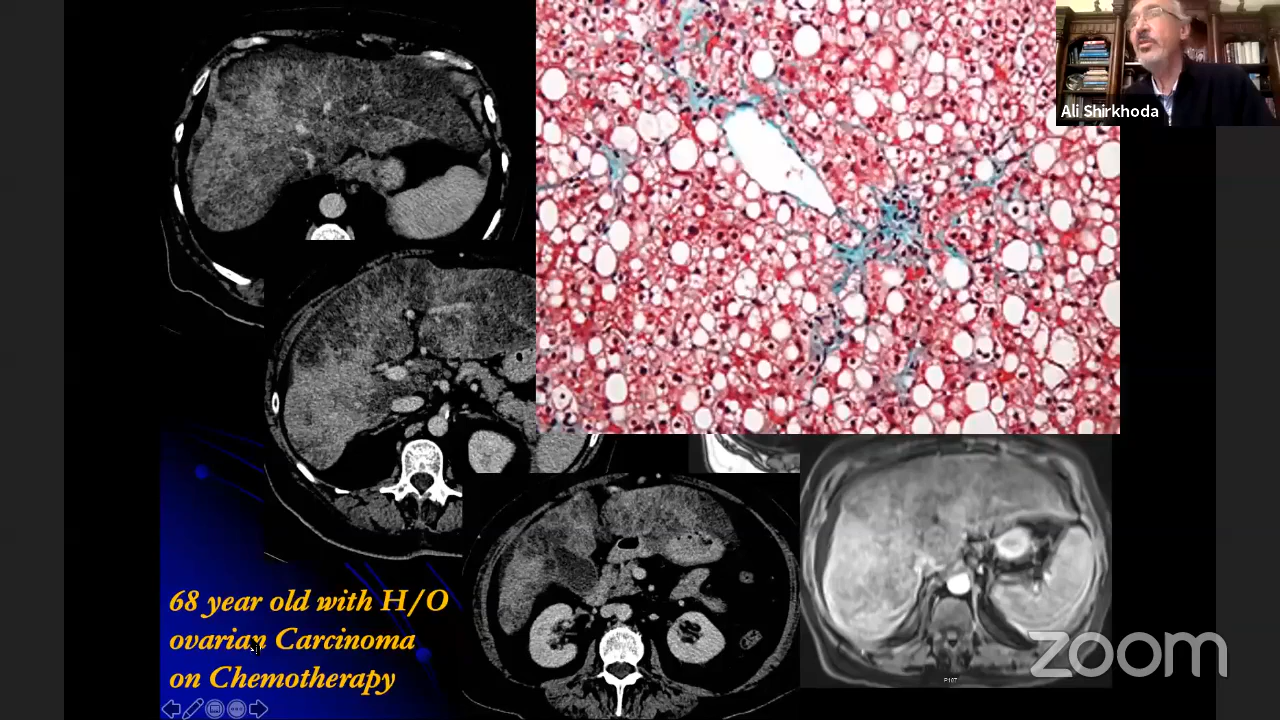 Ali Shirkhoda
68 year old with H/O
ovarian Carcinoma
on Chemotherapy
zoom